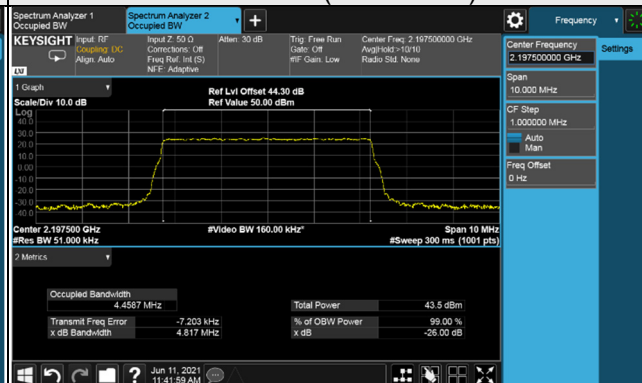 Spectrum Analyzer 1
Occupied BW
Spectrum Analyzer 2
Occupied BW
Frequency
KEYSIGHT
Input: RF
Coupling: DC
Align: Auto
Input Z: 50 Ω
Corrections: Off
Freq Ref: Int (S)
NFE: Adaptive
Atten: 30 dB
Trig: Free Run
Gate: Off
#IF Gain: Low
Center Freq: 2.197500000 GHz
Avg|Hold:>10/10
Radio Std: None
LXI
Center Frequency
2.197500000 GHz
Settings
Span
10.000 MHz
CF Step
1.000000 MHz
Auto
Man
Freq Offset
0 Hz
1 Graph
Scale/Div 10.0 dB
Ref Lvl Offset 44.30 dB
Ref Value 50.00 dBm
Log
40.0
30.0
20.0
10.0
0.00
-10.0
-20.0
-30.0
-40.0
Center 2.197500 GHz
#Res BW 51.000 kHz
#Video BW 160.00 kHz*
Span 10 MHz
#Sweep 300 ms (1001 pts)
2 Metrics
Occupied Bandwidth
4.4587 MHz
Transmit Freq Error
-7.203 kHz
x dB Bandwidth
4.817 MHz
Total Power
43.5 dBm
% of OBW Power
99.00 %
x dB
-26.00 dB
?
Jun 11, 2021
11:41:59 AM